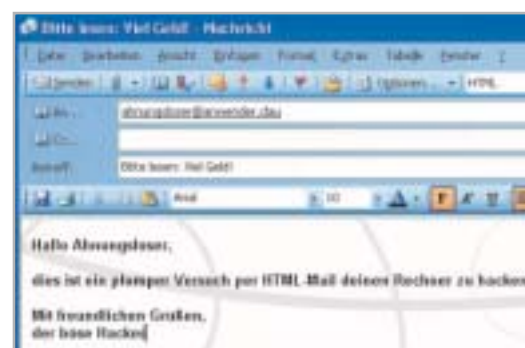 Bitte lesen: Viel Geld! - Nachricht
Datei Bearbeiten Ansicht Einfügen Format Extras Tabelle Fenster ?
Senden Optionen... HTML
An...
ahnungsloser@anwender.dau
Cc...
Betreff: Bitte lesen: Viel Geld!
Arial 10 A F K U
Hallo Ahnungsloser,
dies ist ein plumper Versuch per HTML-Mail deinen Rechner zu hacken
Mit freundlichen Grüßen,
der böse Hacker